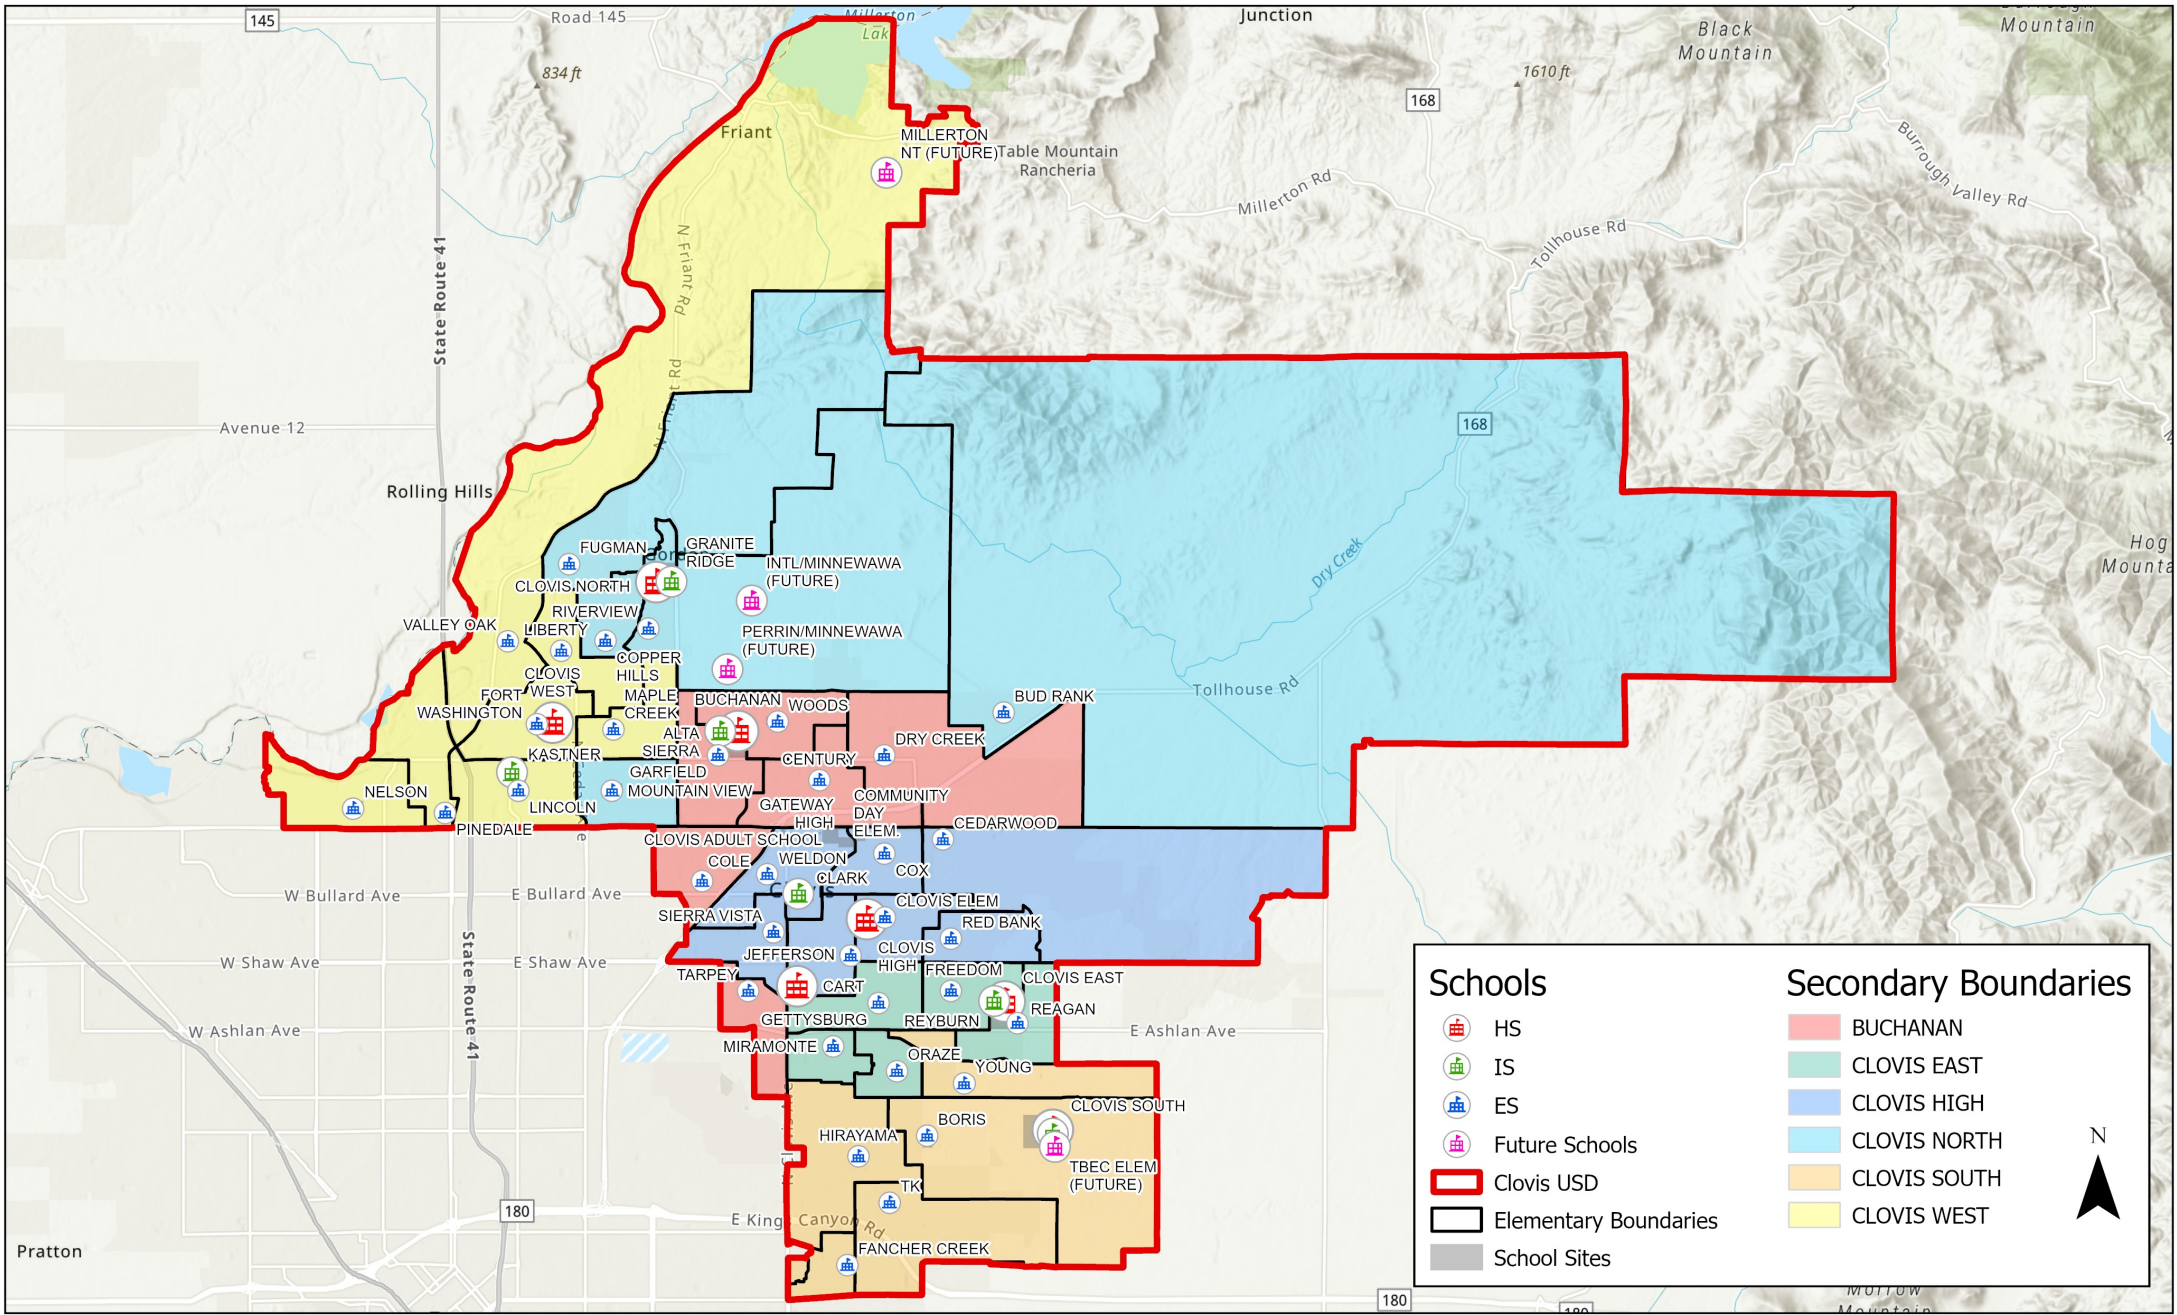 145
Road 145
Millerton
Lake
Junction
Black
Mountain
Mountain
834 ft
1610 ft
168
Friant
MILLERTON
NT (FUTURE)
Table Mountain
Rancheria
Millerton Rd
Burrough Valley Rd
Tollhouse Rd
State Route 41
N Friant Rd
N Friant Rd
Avenue 12
168
Rolling Hills
Dry Creek
Hog
FUGMAN
GRANITE
RIDGE
INTL/MINNEWAWA
(FUTURE)
CLOVIS NORTH
RIVERVIEW
VALLEY OAK
LIBERTY
PERRIN/MINNEWAWA
(FUTURE)
COPPER
HILLS
CLOVIS
WEST
FORT
WASHINGTON
MAPLE
CREEK
BUCHANAN
WOODS
BUD RANK
Tollhouse Rd
ALTA
SIERRA
DRY CREEK
KASTNER
CENTURY
GARFIELD
MOUNTAIN VIEW
NELSON
LINCOLN
PINEDALE
GATEWAY
HIGH
COMMUNITY
DAY
ELEM.
CEDARWOOD
CLOVIS ADULT SCHOOL
COLE
WELDON
CLARK
COX
W Bullard Ave
E Bullard Ave
Clovis
CLOVIS ELEM
SIERRA VISTA
RED BANK
JEFFERSON
CLOVIS
HIGH
W Shaw Ave
E Shaw Ave
State Route 41
TARPEY
FREEDOM
CLOVIS EAST
CART
REAGAN
GETTYSBURG
REYBURN
W Ashlan Ave
E Ashlan Ave
MIRAMONTE
ORAZE
YOUNG
CLOVIS SOUTH
BORIS
HIRAYAMA
TBEC ELEM
(FUTURE)
TK
180
E Kings Canyon Rd
FANCHER CREEK
Pratton
180
180
Morrow
Mountain
Schools
HS
IS
ES
Future Schools
Clovis USD
Elementary Boundaries
School Sites
Secondary Boundaries
BUCHANAN
CLOVIS EAST
CLOVIS HIGH
CLOVIS NORTH
CLOVIS SOUTH
CLOVIS WEST
N